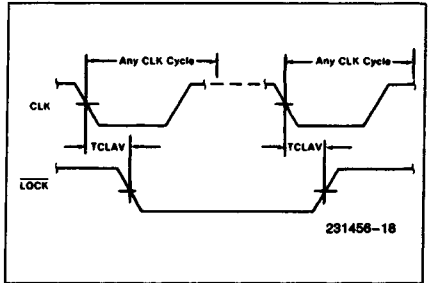 Any CLK Cycle
Any CLK Cycle
CLK
TCLAV
TCLAV
LOCK
231456-18